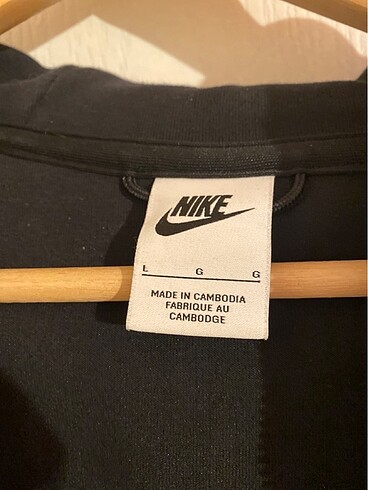 NIKE
L G G
MADE IN CAMBODIA
FABRIQUE AU
CAMBODGE